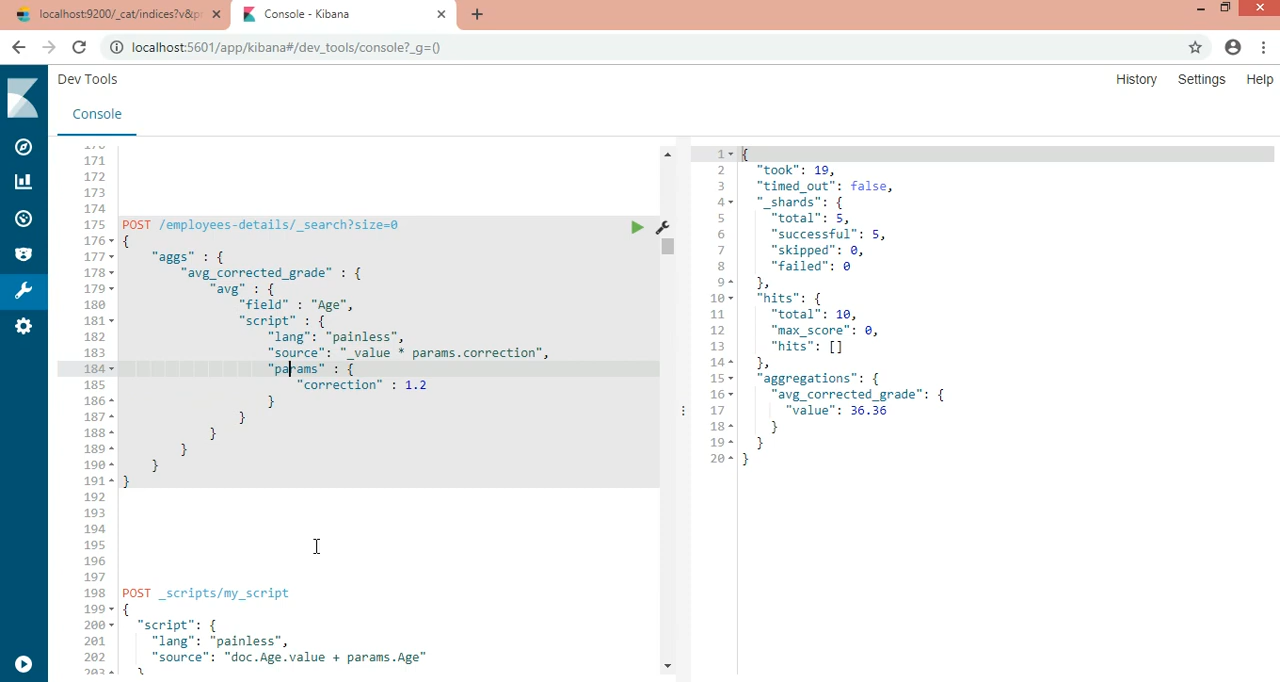 localhost:9200/_cat/indices?v&p
Console - Kibana
localhost:5601/app/kibana#/dev_tools/console?_g=()
Dev Tools
History Settings Help
Console
171
172
173
174
175 POST /employees-details/_search?size=0
176 {
177 "aggs" : {
178 "avg_corrected_grade" : {
179 "avg" : {
180 "field" : "Age",
181 "script" : {
182 "lang": "painless",
183 "source": "_value * params.correction",
184 "params" : {
185 "correction" : 1.2
186 }
187 }
188 }
189 }
190 }
191 }
192
193
194
195
196
197
198 POST _scripts/my_script
199 {
200 "script": {
201 "lang": "painless",
202 "source": "doc.Age.value + params.Age"
203 }
1 {
2 "took": 19,
3 "timed_out": false,
4 "_shards": {
5 "total": 5,
6 "successful": 5,
7 "skipped": 0,
8 "failed": 0
9 },
10 "hits": {
11 "total": 10,
12 "max_score": 0,
13 "hits": []
14 },
15 "aggregations": {
16 "avg_corrected_grade": {
17 "value": 36.36
18 }
19 }
20 }